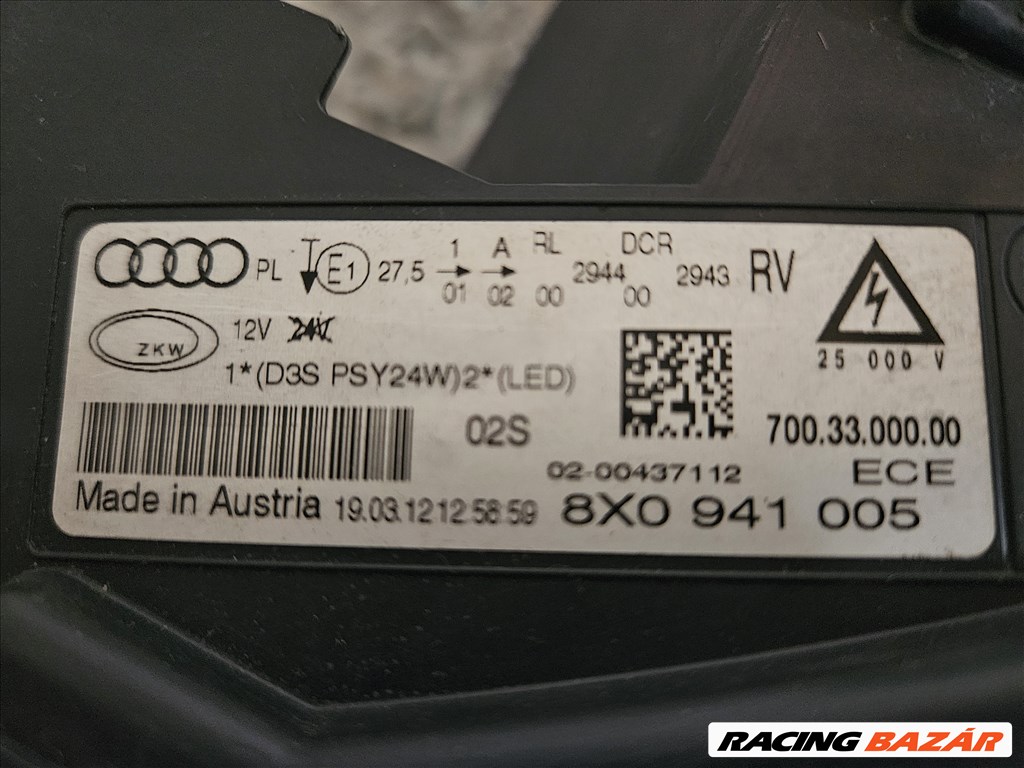 PL E1 27,5 1 01 A 02 RL 00 2944 DCR 00 2943 RV
ZKW 12V 24V
25 000 V
1*(D3S PSY24W)2*(LED)
02S 700.33.000.00
02-00437112 ECE
Made in Austria 19.03.12 12 58 59 8X0 941 005
RACING BAZÁR